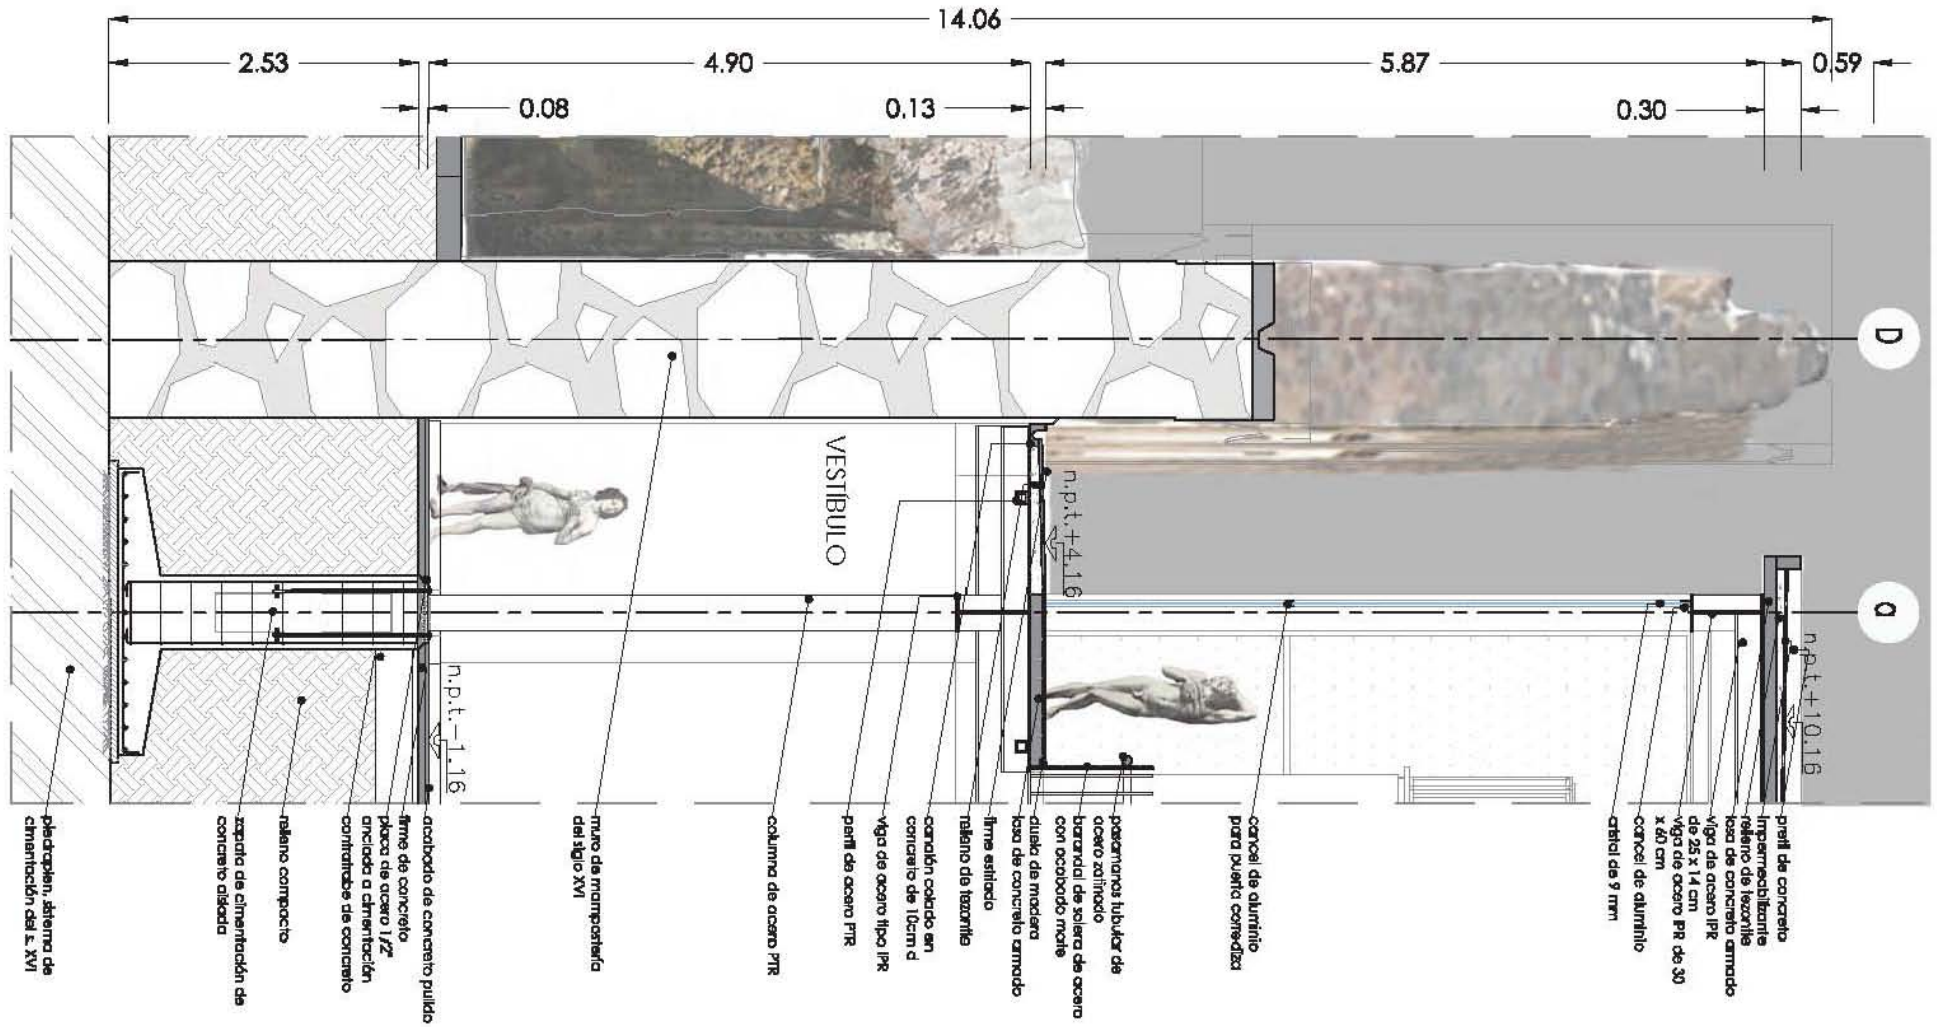 14.06
2.53
4.90
5.87
0.59
0.08
0.13
0.30
D
a
VESTÍBULO
n.p.t.+4.16
n.p.t.-1.16
n.p.t.+10.16
piedraplen, sistema de
cimentación del s. XVI
zapata de cimentación de
concreto aislada
relleno compacto
contratrabe de concreto
placa de acero 1/2"
anclada a cimentación
firme de concreto
acabado de concreto pulido
muro de mampostería
del siglo XVI
columna de acero PTR
perfil de acero PTR
viga de acero tipo IPR
canalón colado en
concreto de 10cm d
relleno de tezontle
firme estriado
losa de concreto armado
duela de madera
barandal de solera de acero
con acabado mate
pasamanos tubular de
acero zatinado
cancel de aluminio
para puerta corrediza
cristal de 9 mm
cancel de aluminio
viga de acero IPR de 30
x 60 cm
viga de acero IPR
de 25 x 14 cm
losa de concreto armado
relleno de tezontle
impermeabilizante
pretil de concreto